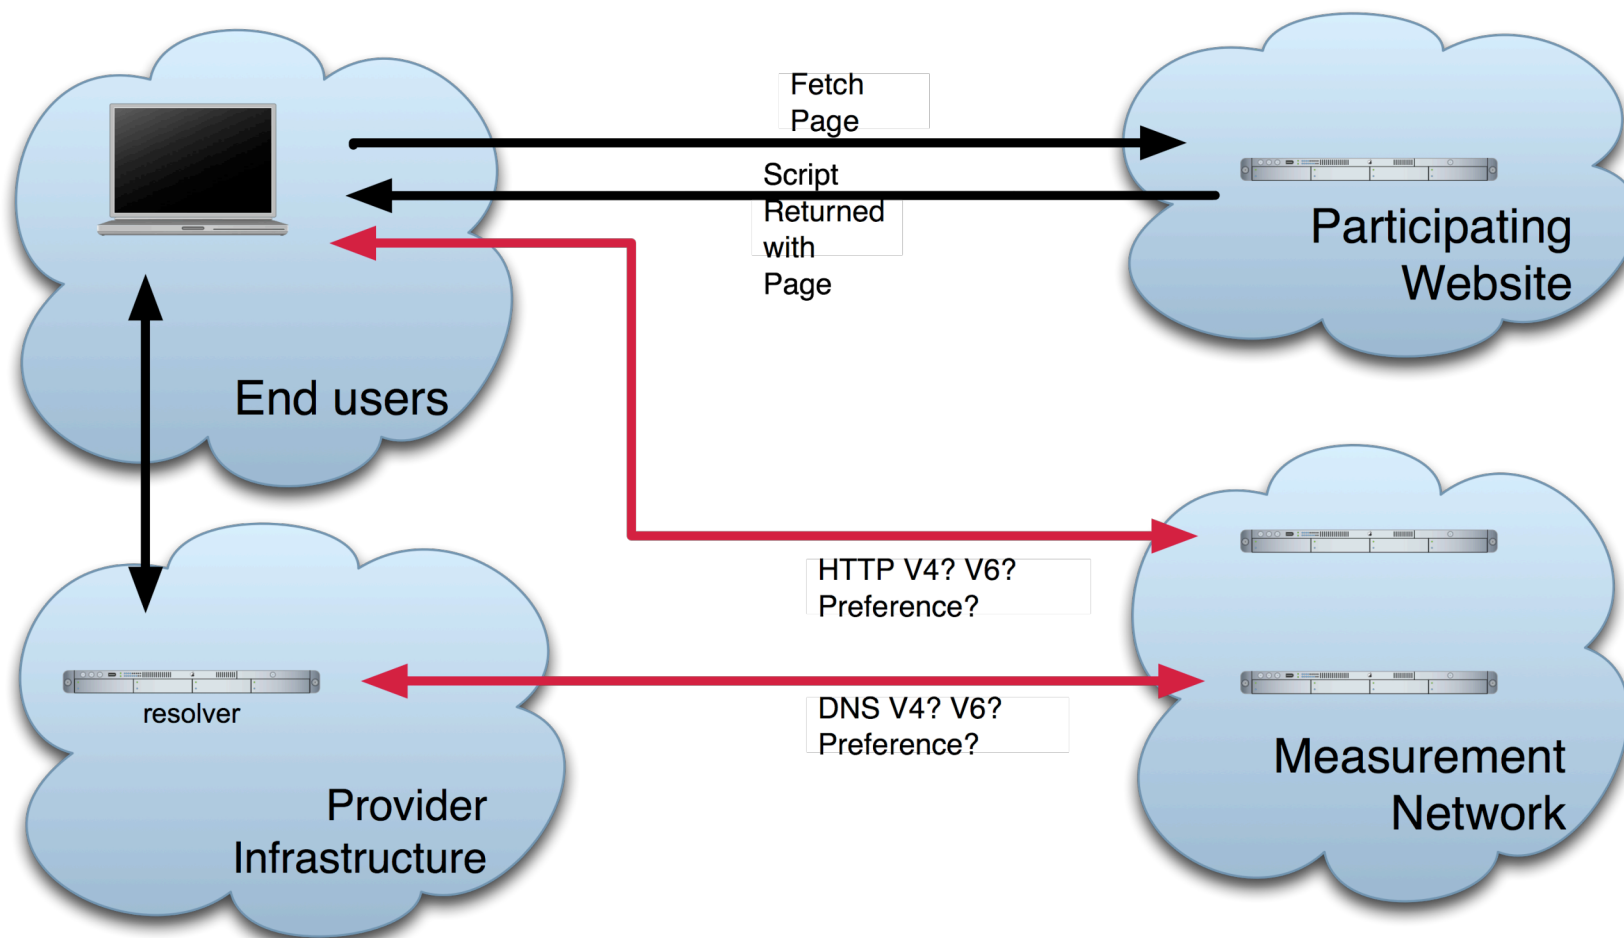 Fetch
Page
Script
Returned
with
Page
Participating
Website
End users
HTTP V4? V6?
Preference?
resolver
DNS V4? V6?
Preference?
Provider
Infrastructure
Measurement
Network